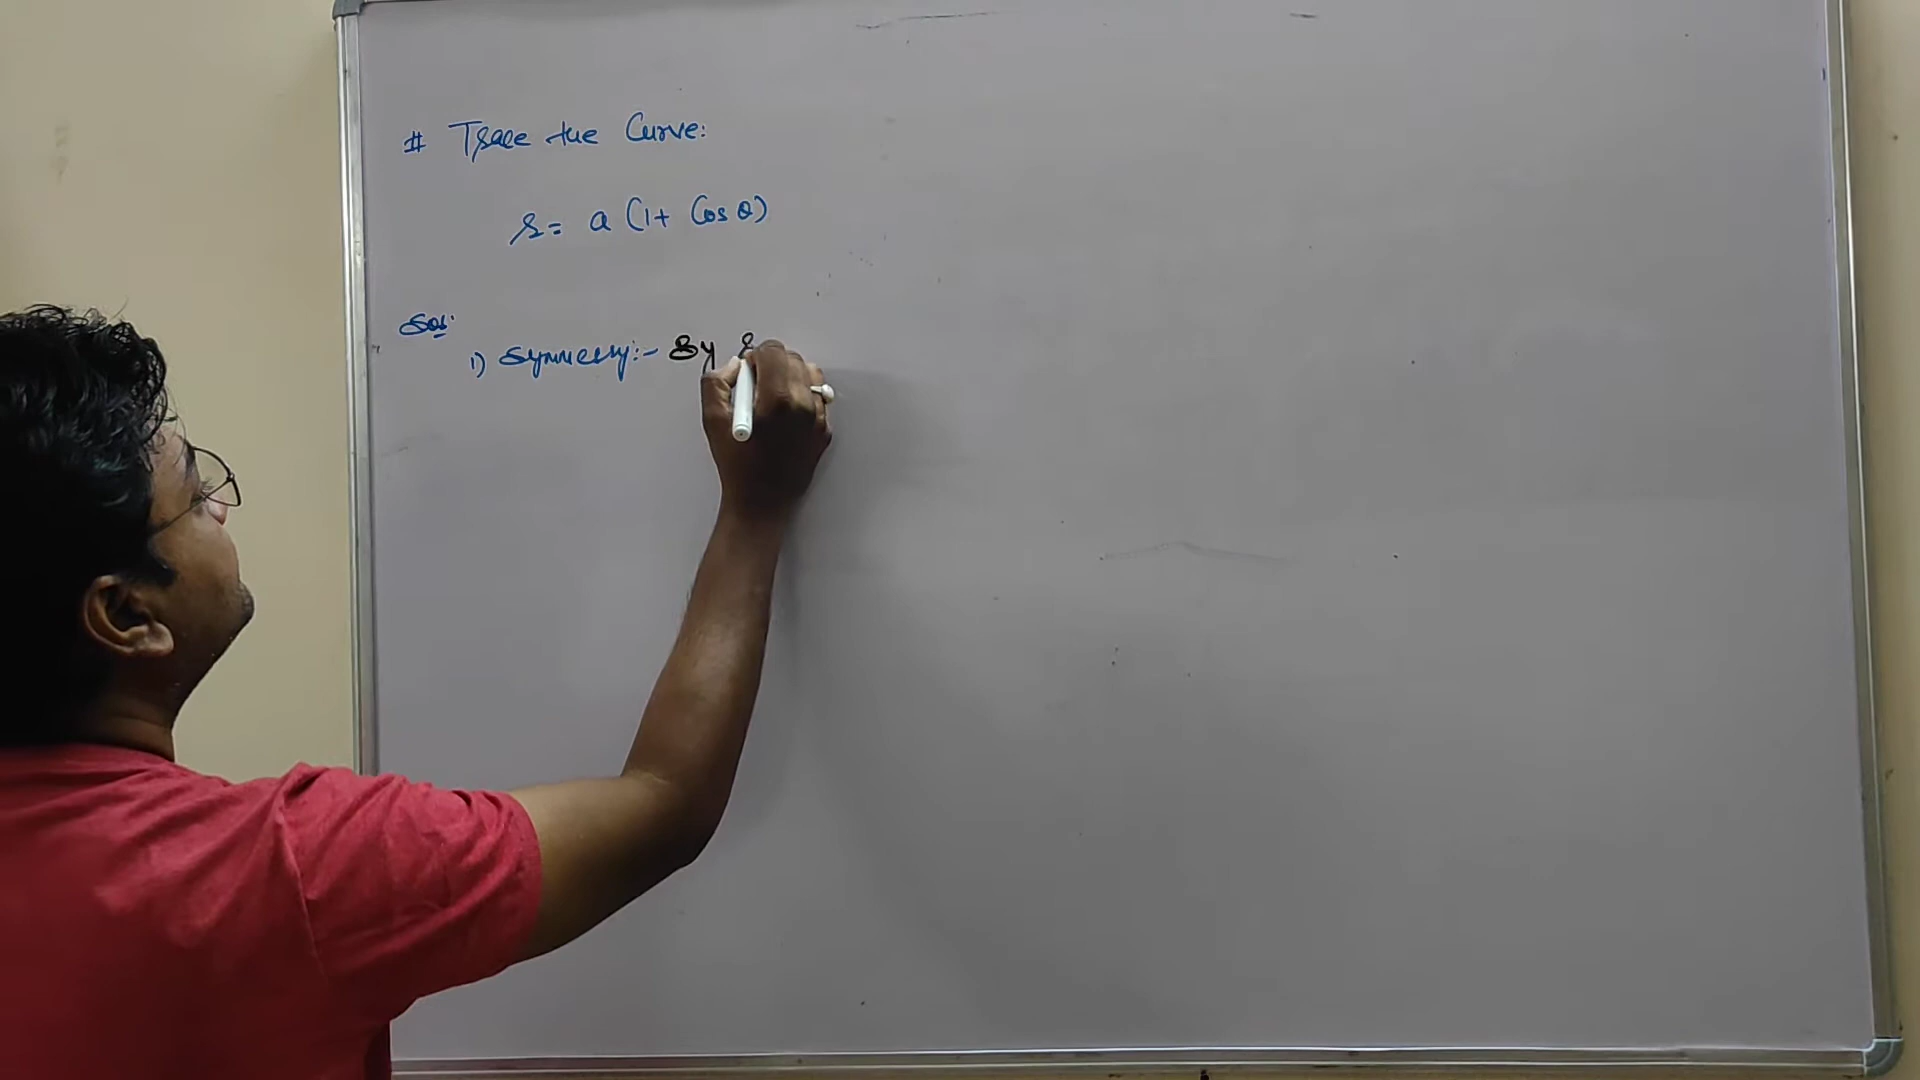 # Trace the Curve:
r = a (1 + Cos θ)
Sol:
1) Symmetry:- By